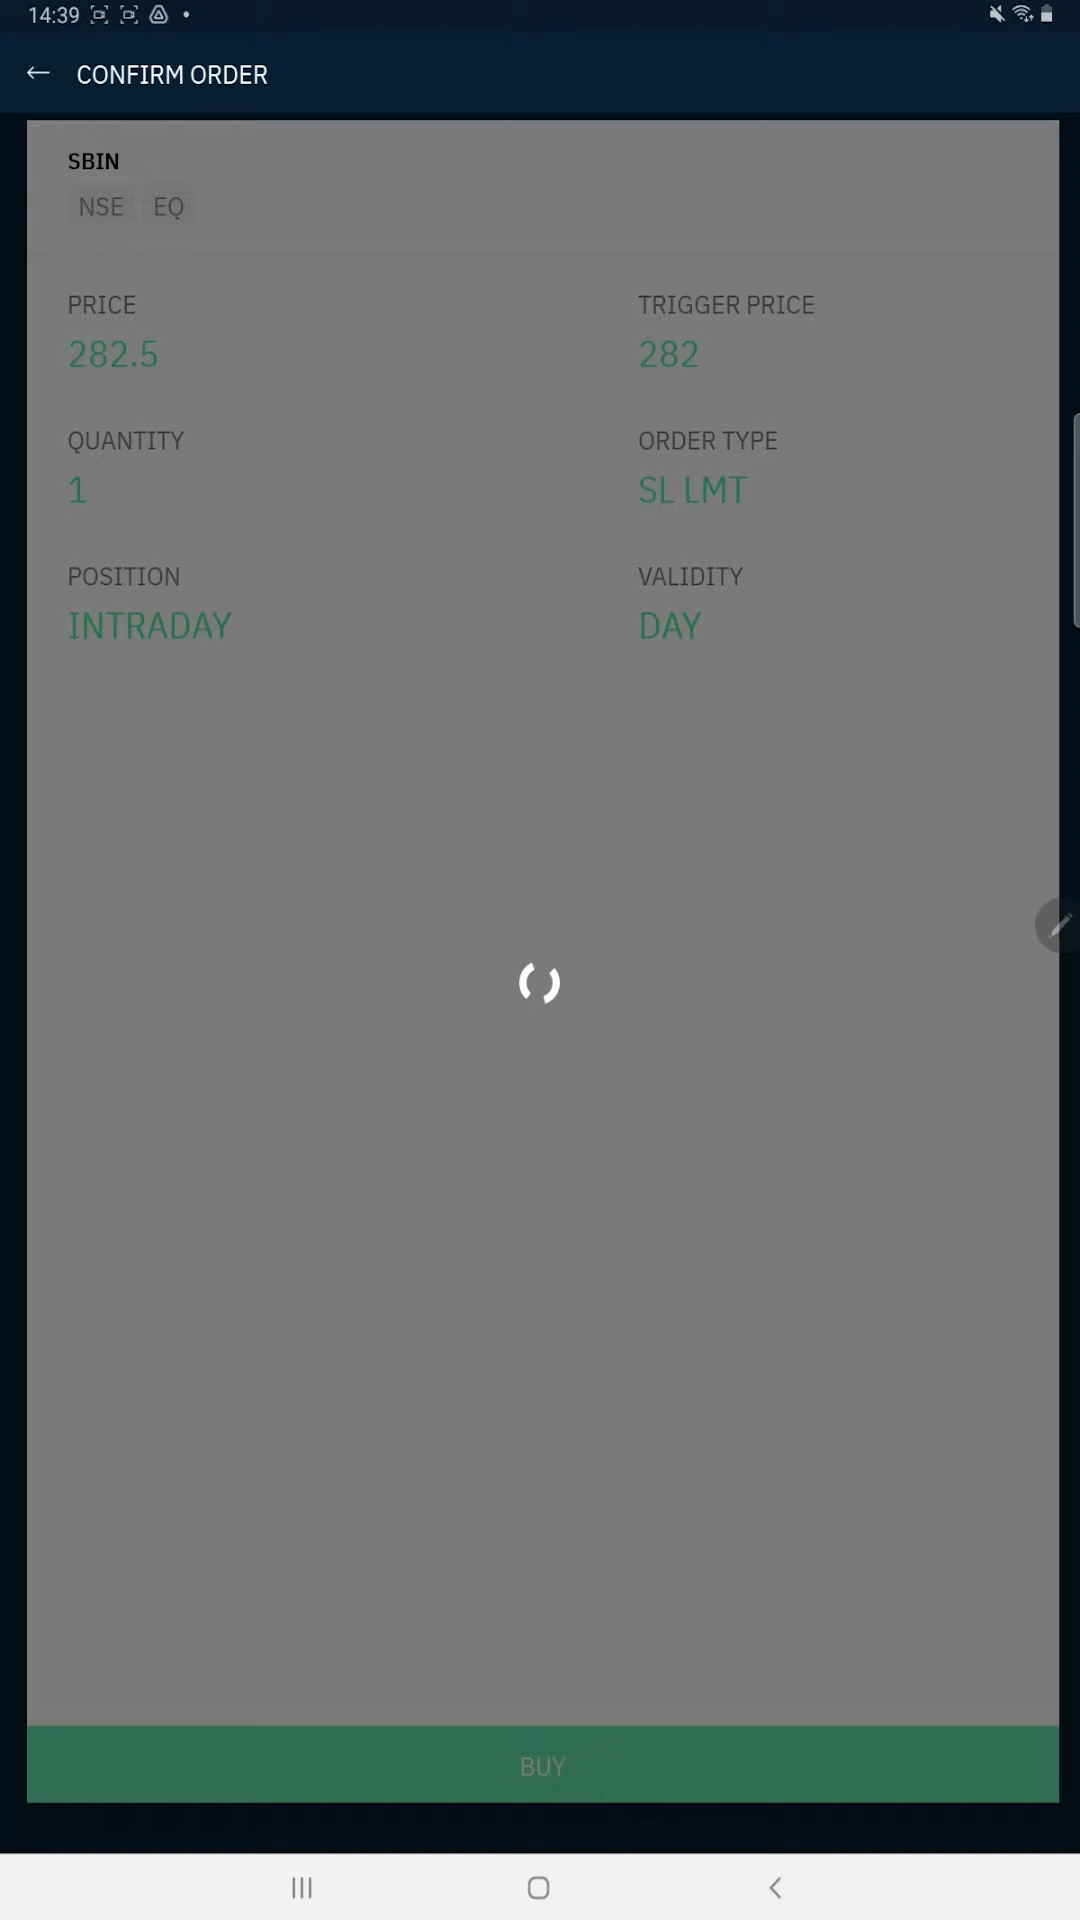 14:39
CONFIRM ORDER
SBIN
NSE EQ
PRICE TRIGGER PRICE
282.5 282
QUANTITY ORDER TYPE
1 SL LMT
POSITION VALIDITY
INTRADAY DAY
BUY